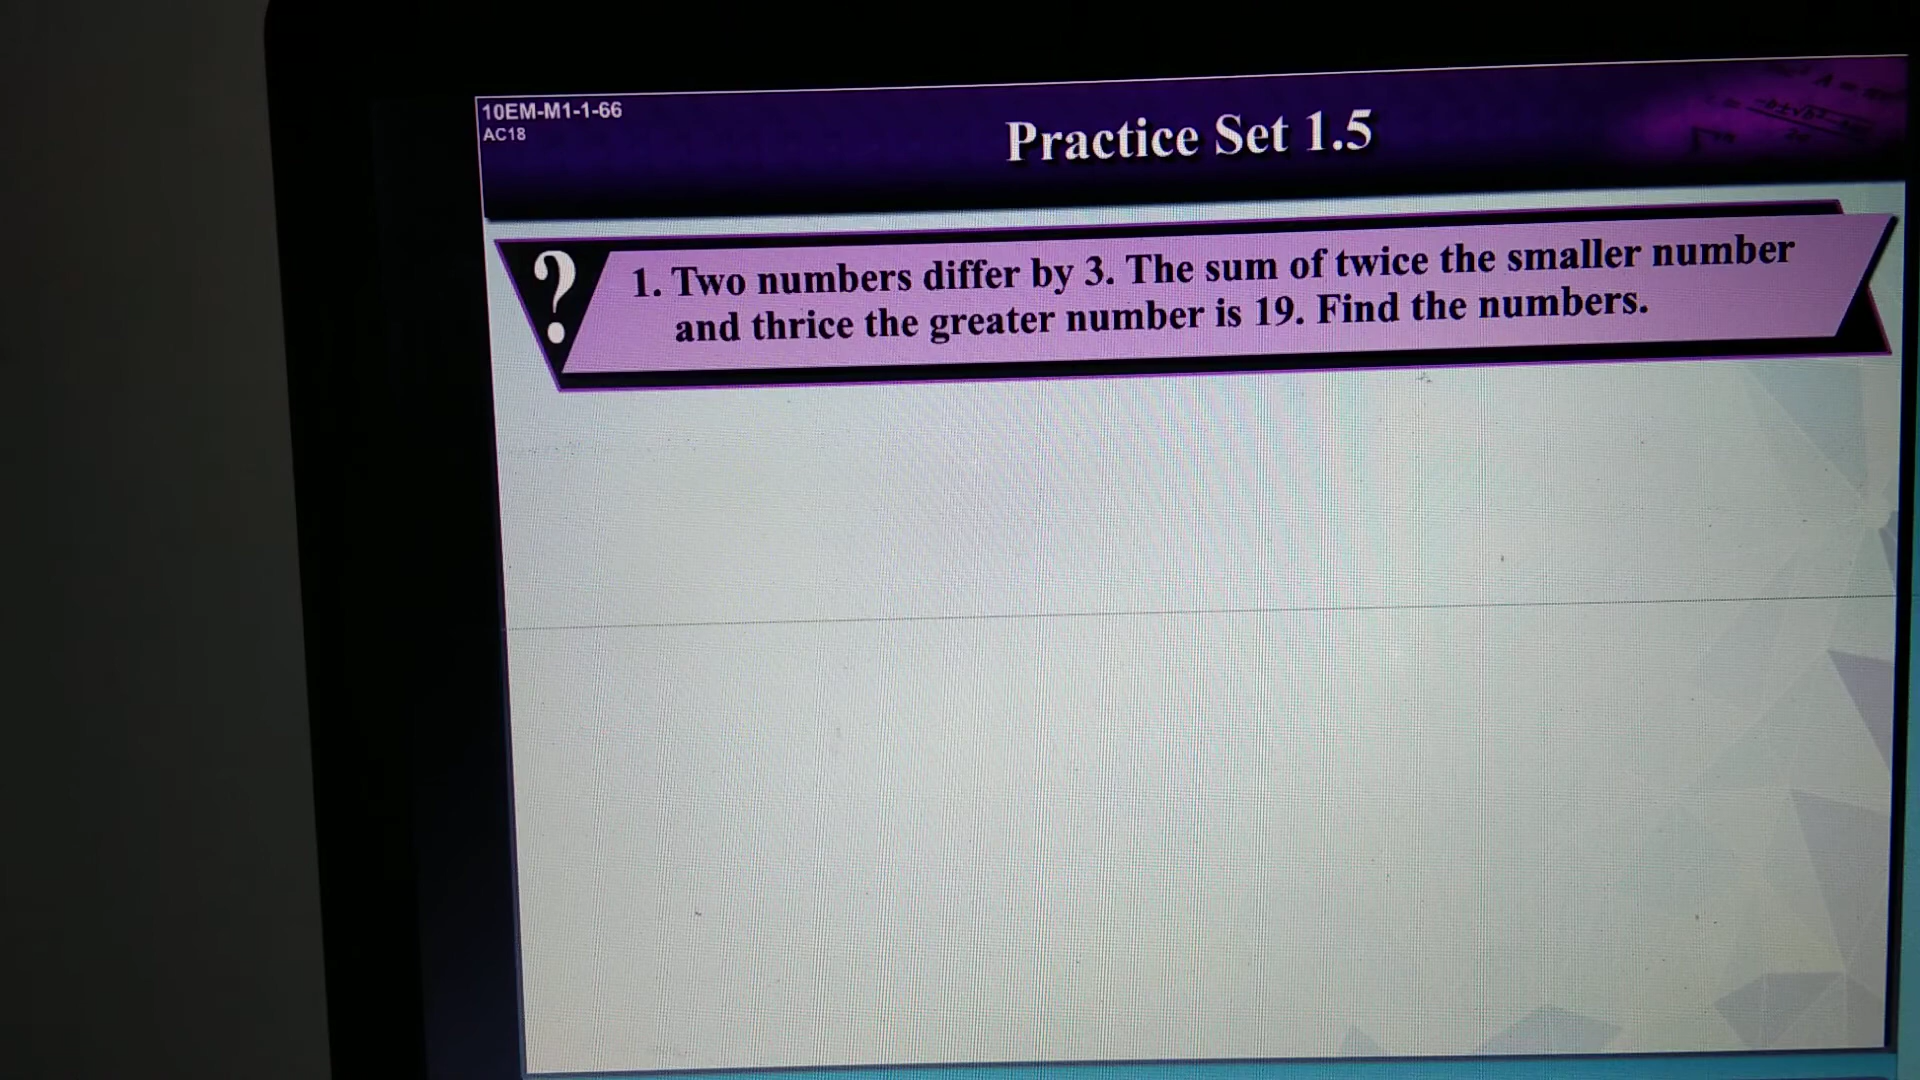 10EM-M1-1-66
AC18
Practice Set 1.5
?
1. Two numbers differ by 3. The sum of twice the smaller number
and thrice the greater number is 19. Find the numbers.